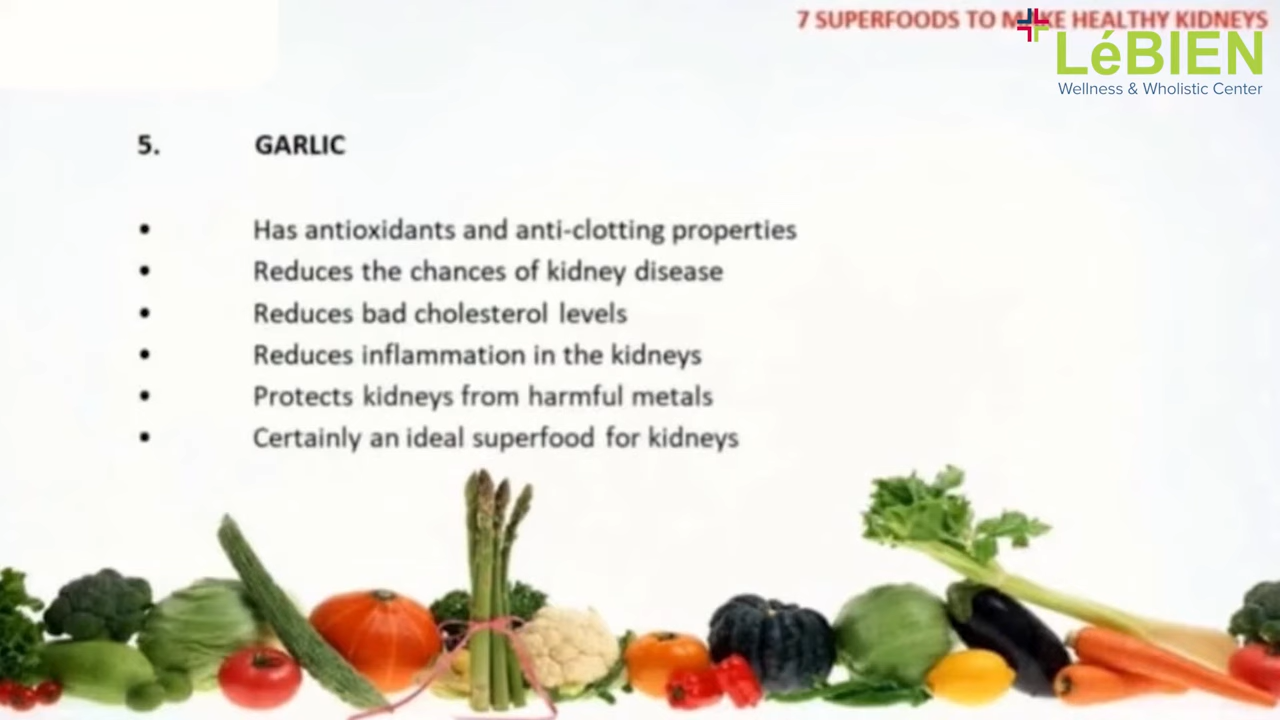 7 SUPERFOODS TO MAKE HEALTHY KIDNEYS
LéBIEN
Wellness & Wholistic Center
5. GARLIC
• Has antioxidants and anti-clotting properties
• Reduces the chances of kidney disease
• Reduces bad cholesterol levels
• Reduces inflammation in the kidneys
• Protects kidneys from harmful metals
• Certainly an ideal superfood for kidneys